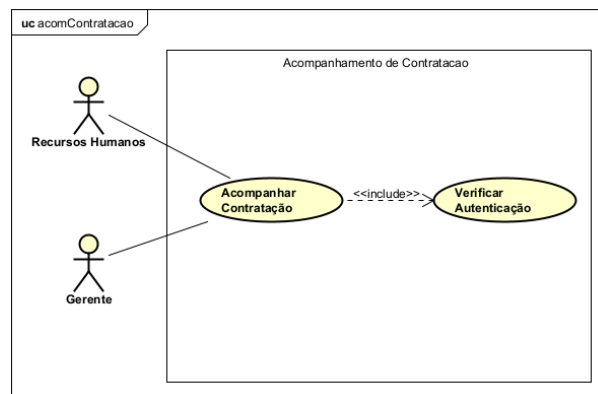 uc acomContratacao
Acompanhamento de Contratacao
Recursos Humanos
Acompanhar
Contratação
<<include>>
Verificar
Autenticação
Gerente